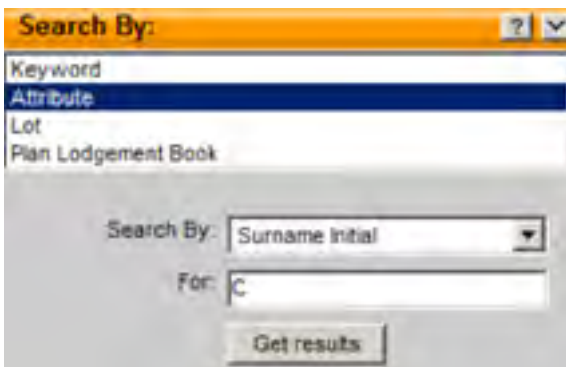 Search By: ?
Keyword
Attribute
Lot
Plan Lodgement Book
Search By: Surname Initial
For: C
Get results